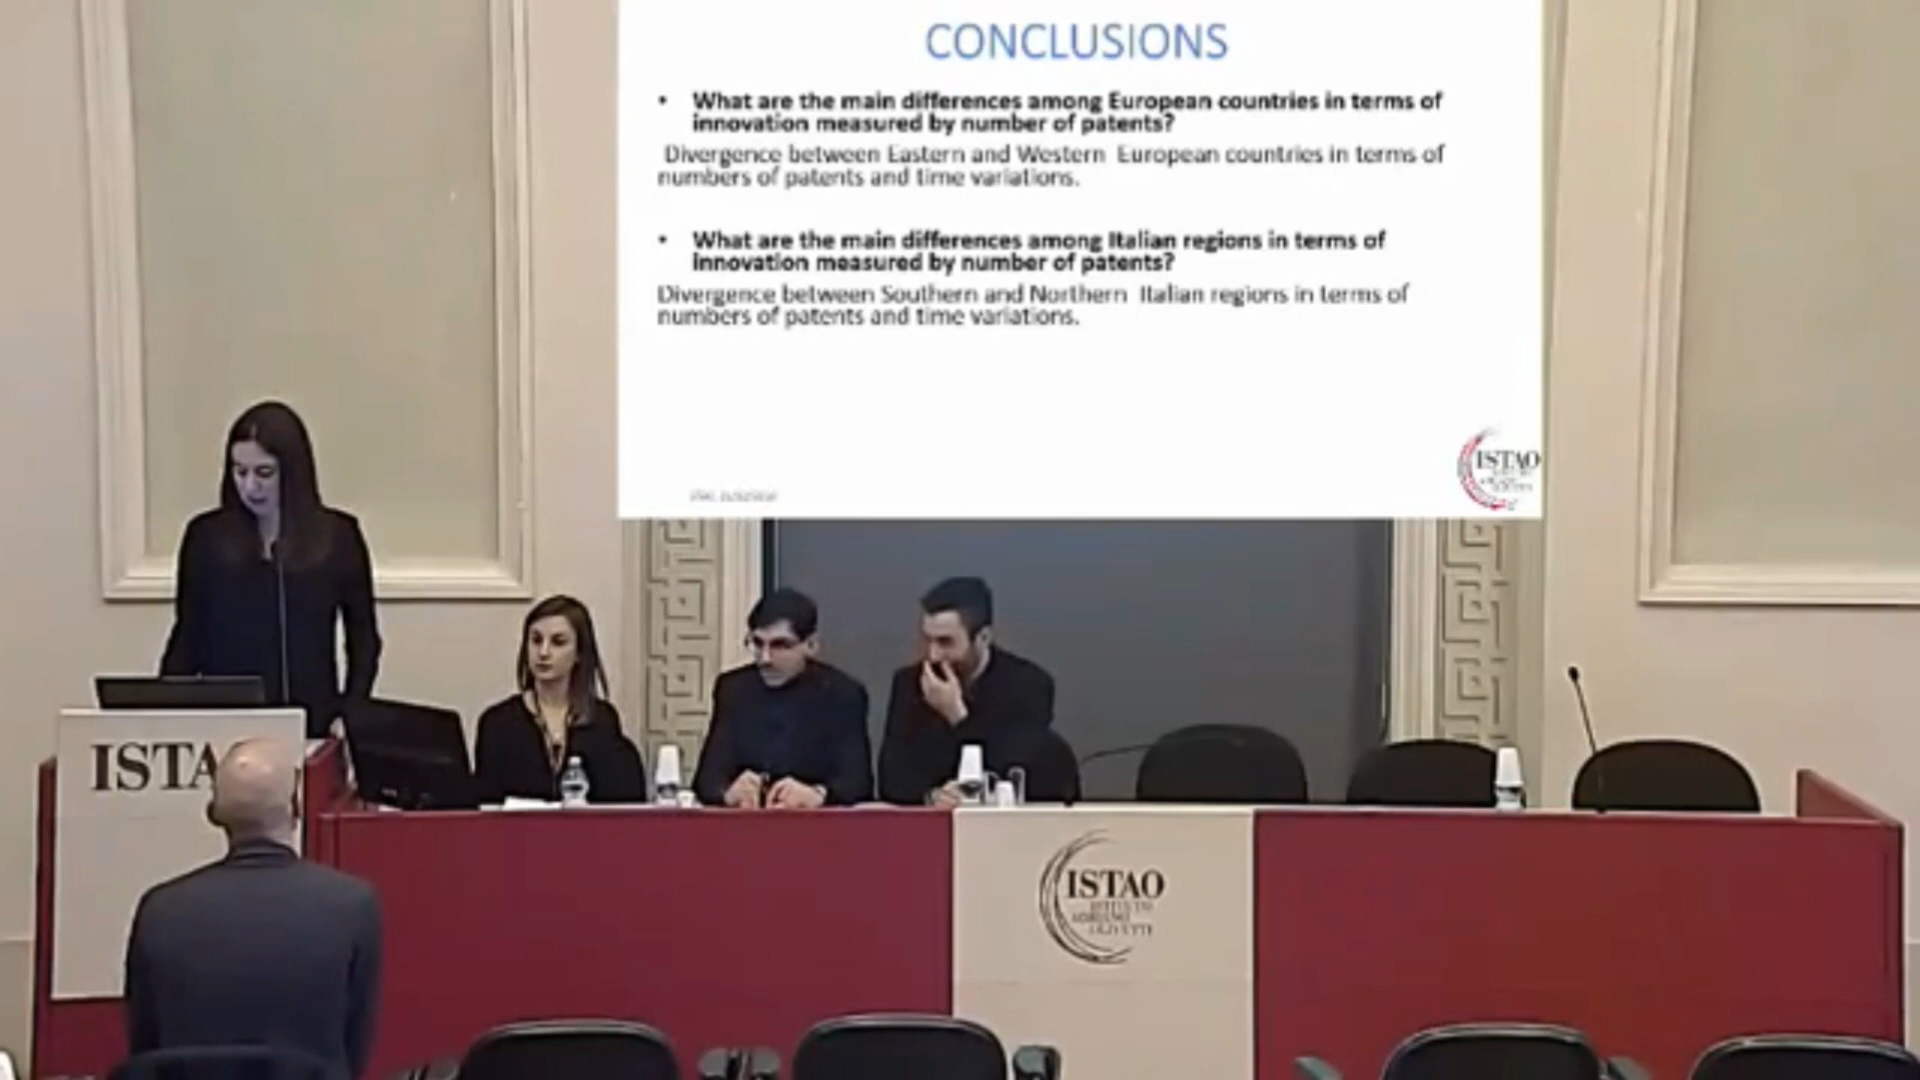 CONCLUSIONS
• What are the main differences among European countries in terms of
innovation measured by number of patents?
Divergence between Eastern and Western European countries in terms of
numbers of patents and time variations.
• What are the main differences among Italian regions in terms of
innovation measured by number of patents?
Divergence between Southern and Northern Italian regions in terms of
numbers of patents and time variations.
ISTAO
ISTA
ISTAO
ISTITUTO
ADRIANO
OLIVETTI